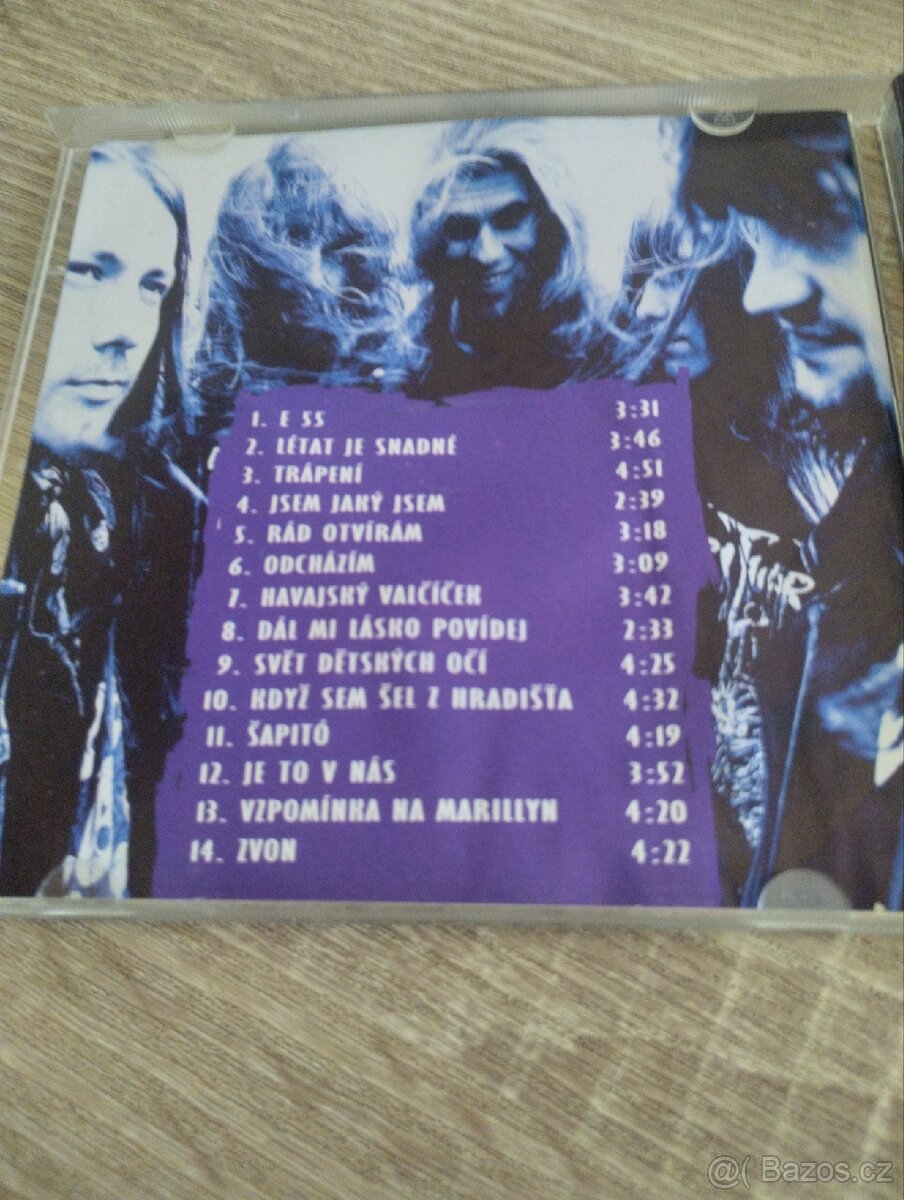 1. E SS 3:31
2. LÉTAT JE SNADNÉ 3:46
3. TRÁPENÍ 4:51
4. JSEM JAKÝ JSEM 2:39
5. RÁD OTVÍRÁM 3:18
6. ODCHÁZÍM 3:09
7. HAVAJSKÝ VALČÍČEK 3:42
8. DÁL MI LÁSKO POVÍDEJ 2:33
9. SVĚT DĚTSKÝCH OČÍ 4:25
10. KDYŽ SEM ŠEL Z HRADIŠŤA 4:32
11. ŠAPITÓ 4:19
12. JE TO V NÁS 3:52
13. VZPOMÍNKA NA MARILLYN 4:20
14. ZVON 4:22
@( Bazos.cz